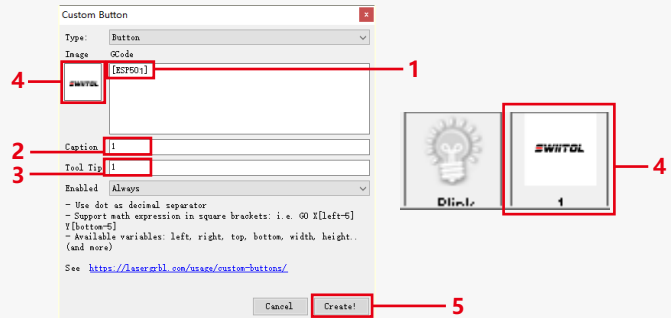 Custom Button
x
Type:
Button
Image
GCode
[ESP501]
1
4
SWIITOL
2
Caption
1
3
Tool Tip
1
Enabled
Always
- Use dot as decimal separator
- Support math expression in square brackets: i.e. G0 X[left-5]
Y[bottom-5]
- Available variables: left, right, top, bottom, width, height..
(and more)
See https://lasergrbl.com/usage/custom-buttons/
Cancel
Create!
5
Blink
SWIITOL
1
4